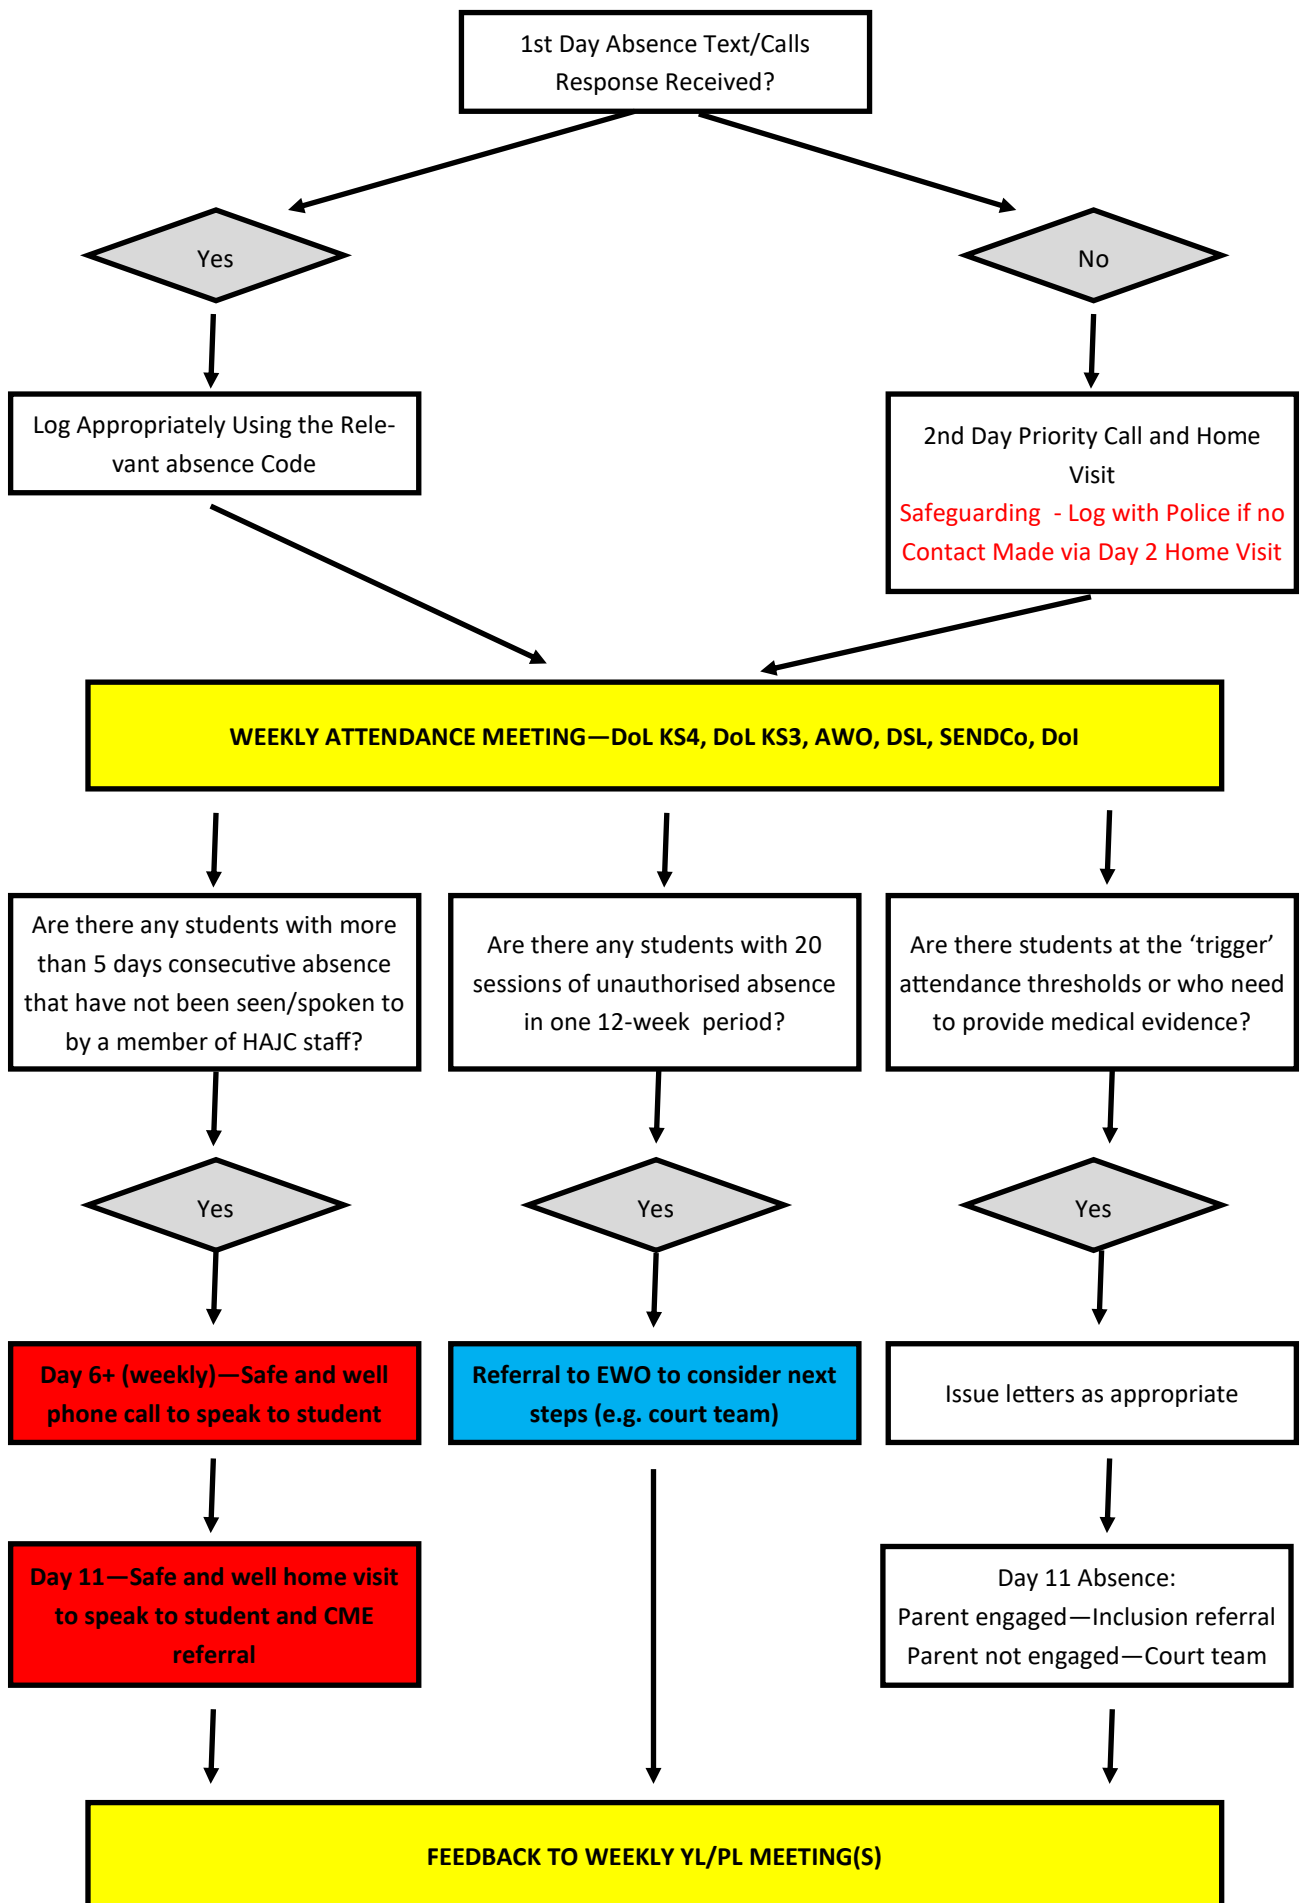 1st Day Absence Text/Calls
Response Received?
Yes
No
Log Appropriately Using the Rele-
vant absence Code
2nd Day Priority Call and Home
Visit
Safeguarding - Log with Police if no
Contact Made via Day 2 Home Visit
WEEKLY ATTENDANCE MEETING—DoL KS4, DoL KS3, AWO, DSL, SENDCo, DoI
Are there any students with more
than 5 days consecutive absence
that have not been seen/spoken to
by a member of HAJC staff?
Are there any students with 20
sessions of unauthorised absence
in one 12-week period?
Are there students at the ‘trigger’
attendance thresholds or who need
to provide medical evidence?
Yes
Yes
Yes
Day 6+ (weekly)—Safe and well
phone call to speak to student
Referral to EWO to consider next
steps (e.g. court team)
Issue letters as appropriate
Day 11—Safe and well home visit
to speak to student and CME
referral
Day 11 Absence:
Parent engaged—Inclusion referral
Parent not engaged—Court team
FEEDBACK TO WEEKLY YL/PL MEETING(S)